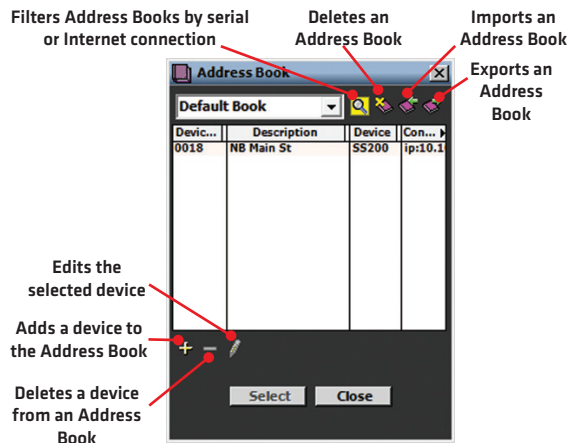 Filters Address Books by serial
or Internet connection
Deletes an
Address Book
Imports an
Address Book
Exports an
Address
Book
Address Book
Default Book
Devic... Description Device Con...
0018 NB Main St SS200 ip:10.1
Edits the
selected device
Adds a device to
the Address Book
Deletes a device
from an Address
Book
Select Close